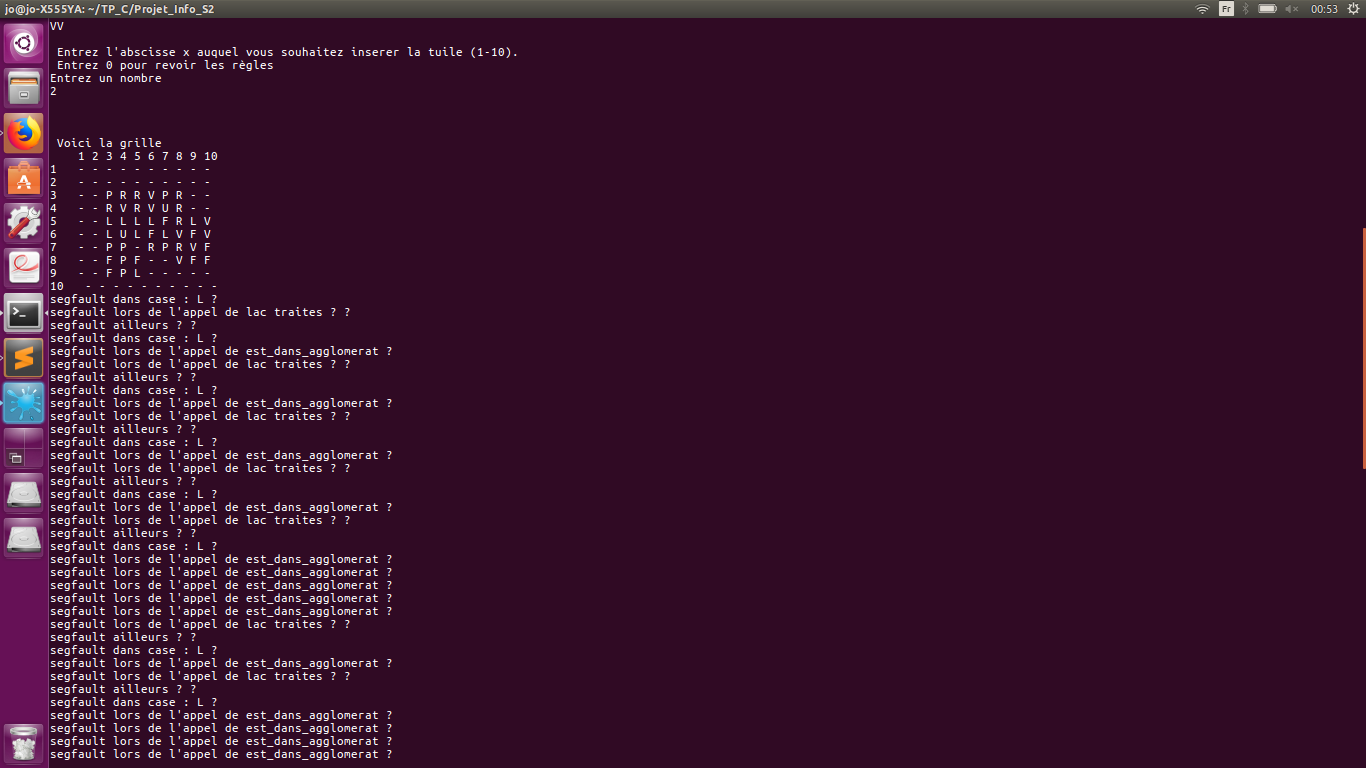 jo@jo-X555YA: ~/TP_C/Projet_Info_S2
Fr
00:53
VV
Entrez l'abscisse x auquel vous souhaitez inserer la tuile (1-10).
Entrez 0 pour revoir les règles
Entrez un nombre
2
Voici la grille
1 2 3 4 5 6 7 8 9 10
1 - - - - - - - - - -
2 - - - - - - - - - -
3 - - P R R V P R - -
4 - - R V R V U R - -
5 - - L L L L F R L V
6 - - L U L F L V F V
7 - - P P - R P R V F
8 - - F P F - - V F F
9 - - F P L - - - - -
10 - - - - - - - - - -
segfault dans case : L ?
segfault lors de l'appel de lac traites ? ?
segfault ailleurs ? ?
segfault dans case : L ?
segfault lors de l'appel de est_dans_agglomerat ?
segfault lors de l'appel de lac traites ? ?
segfault ailleurs ? ?
segfault dans case : L ?
segfault lors de l'appel de est_dans_agglomerat ?
segfault lors de l'appel de lac traites ? ?
segfault ailleurs ? ?
segfault dans case : L ?
segfault lors de l'appel de est_dans_agglomerat ?
segfault lors de l'appel de lac traites ? ?
segfault ailleurs ? ?
segfault dans case : L ?
segfault lors de l'appel de est_dans_agglomerat ?
segfault lors de l'appel de lac traites ? ?
segfault ailleurs ? ?
segfault dans case : L ?
segfault lors de l'appel de est_dans_agglomerat ?
segfault lors de l'appel de est_dans_agglomerat ?
segfault lors de l'appel de est_dans_agglomerat ?
segfault lors de l'appel de est_dans_agglomerat ?
segfault lors de l'appel de est_dans_agglomerat ?
segfault lors de l'appel de lac traites ? ?
segfault ailleurs ? ?
segfault dans case : L ?
segfault lors de l'appel de est_dans_agglomerat ?
segfault lors de l'appel de lac traites ? ?
segfault ailleurs ? ?
segfault dans case : L ?
segfault lors de l'appel de est_dans_agglomerat ?
segfault lors de l'appel de est_dans_agglomerat ?
segfault lors de l'appel de est_dans_agglomerat ?
segfault lors de l'appel de est_dans_agglomerat ?